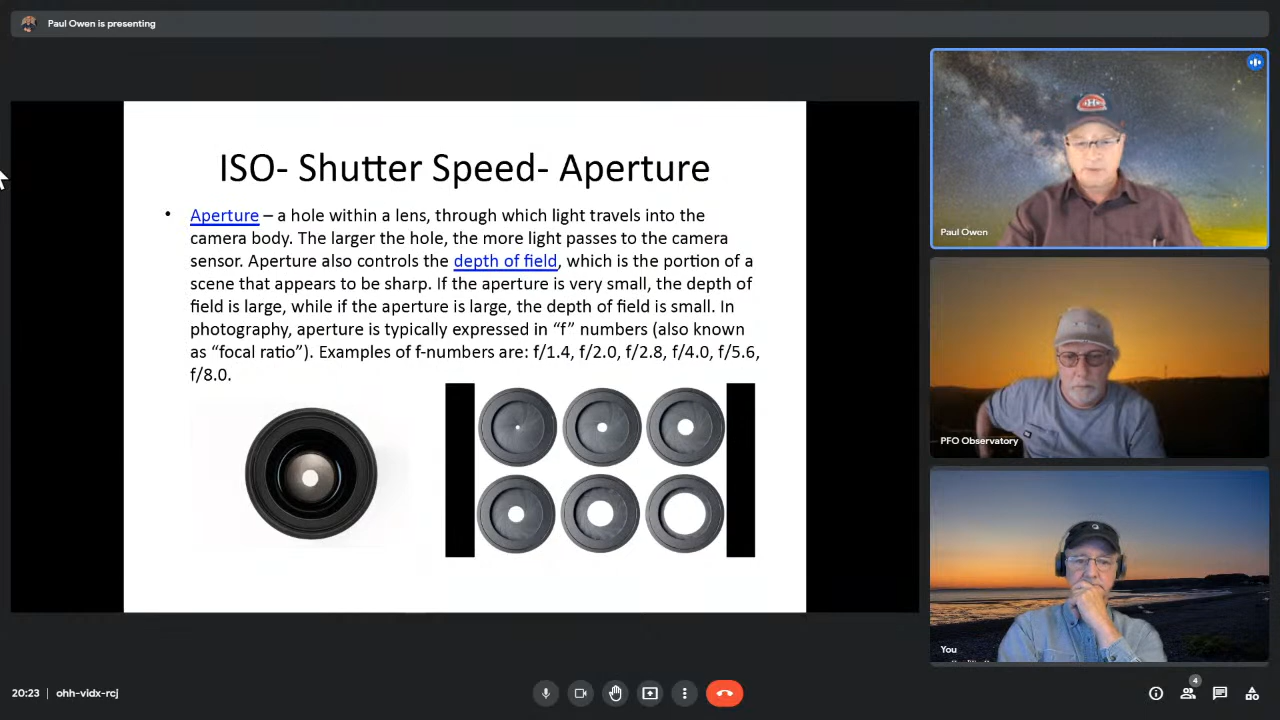 Paul Owen is presenting
ISO- Shutter Speed- Aperture
• Aperture – a hole within a lens, through which light travels into the
camera body. The larger the hole, the more light passes to the camera
sensor. Aperture also controls the depth of field, which is the portion of a
scene that appears to be sharp. If the aperture is very small, the depth of
field is large, while if the aperture is large, the depth of field is small. In
photography, aperture is typically expressed in “f” numbers (also known
as “focal ratio”). Examples of f-numbers are: f/1.4, f/2.0, f/2.8, f/4.0, f/5.6,
f/8.0.
Paul Owen
PFO Observatory
You
20:23 | ohh-vidx-rcj
4